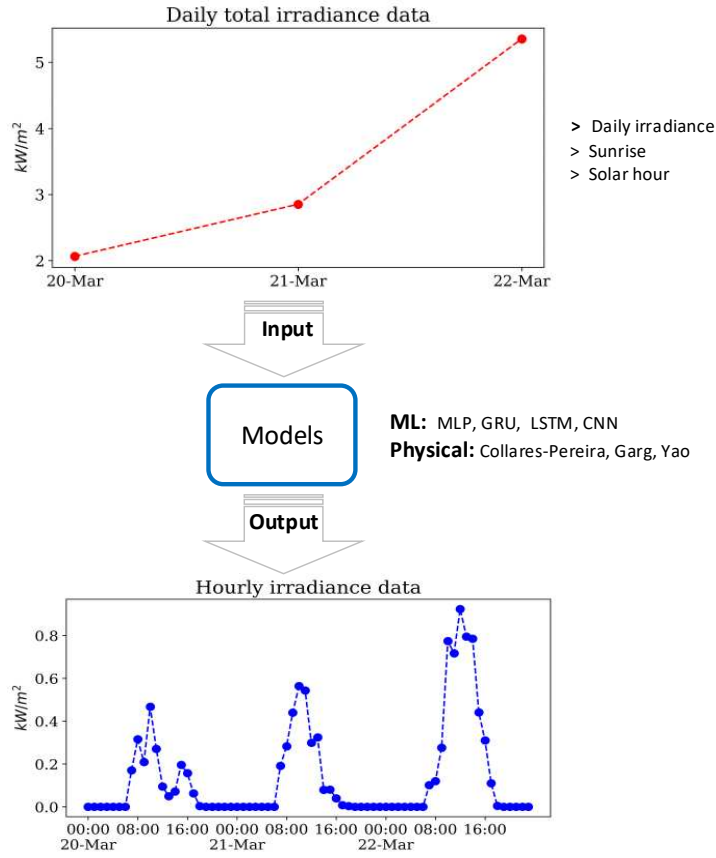 Daily total irradiance data
5
4
3
2
kW/m²
20-Mar 21-Mar 22-Mar
> Daily irradiance
> Sunrise
> Solar hour
Input
Models
ML: MLP, GRU, LSTM, CNN
Physical: Collares-Pereira, Garg, Yao
Output
Hourly irradiance data
0.8
0.6
0.4
0.2
0.0
kW/m²
00:00 08:00 16:00 00:00 08:00 16:00 00:00 08:00 16:00
20-Mar 21-Mar 22-Mar